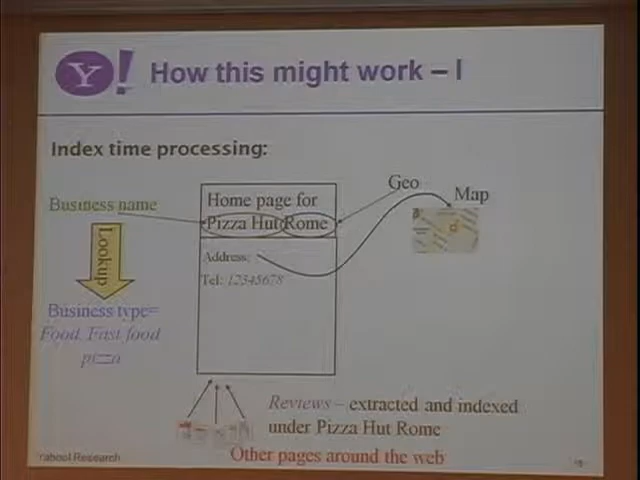 Y!
How this might work – I
Index time processing:
Business name
Home page for
Pizza Hut Rome
Geo
Map
Lookup
Address:
Tel: 12345678
Business type=
Food. Fast food
pizza
Reviews – extracted and indexed
under Pizza Hut Rome
Other pages around the web
Yahoo! Research